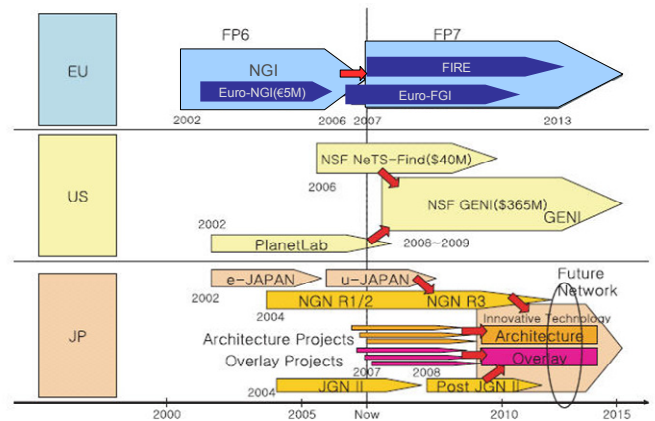 FP6
FP7
EU
NGI
FIRE
Euro-NGI(€5M)
Euro-FGI
2002
2006
2007
2013
US
NSF NeTS-Find($40M)
2006
NSF GENI($365M)
GENI
2002
PlanetLab
2008~2009
JP
e-JAPAN
u-JAPAN
Future
Network
2002
NGN R1/2
NGN R3
2004
Innovative Technology
Architecture Projects
Architecture
Overlay Projects
Overlay
2007
2008
2004
JGN II
Post JGN II
2000
2005
Now
2010
2015